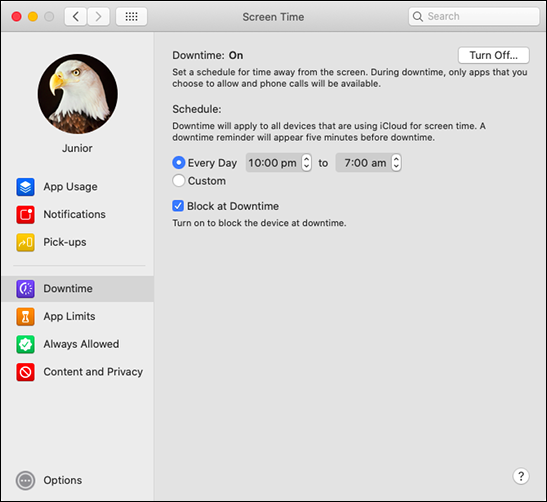 Screen Time
Search
Junior
App Usage
Notifications
Pick-ups
Downtime
App Limits
Always Allowed
Content and Privacy
Options
Downtime: On
Turn Off...
Set a schedule for time away from the screen. During downtime, only apps that you
choose to allow and phone calls will be available.
Schedule:
Downtime will apply to all devices that are using iCloud for screen time. A
downtime reminder will appear five minutes before downtime.
Every Day 10:00 pm to 7:00 am
Custom
Block at Downtime
Turn on to block the device at downtime.
?